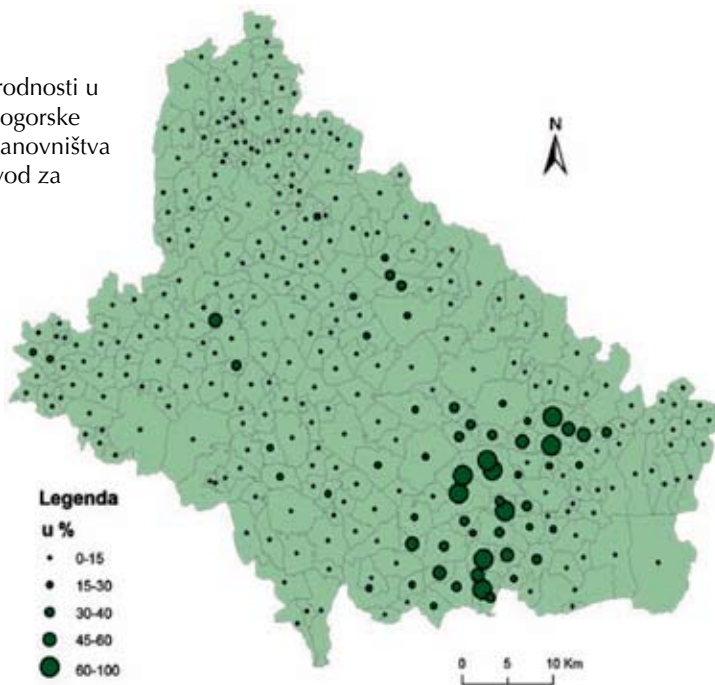 rodnosti u
ogorske
anovništva
vod za
N
Legenda
u %
0-15
15-30
30-40
45-60
60-100
0 5 10 Km